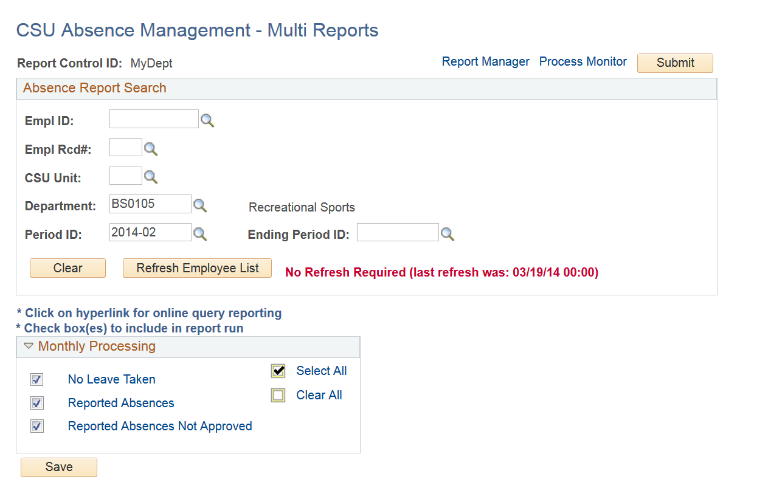 CSU Absence Management - Multi Reports
Report Control ID: MyDept Report Manager Process Monitor Submit
Absence Report Search
Empl ID:
Empl Rcd#:
CSU Unit:
Department: BS0105 Recreational Sports
Period ID: 2014-02 Ending Period ID:
Clear Refresh Employee List No Refresh Required (last refresh was: 03/19/14 00:00)
* Click on hyperlink for online query reporting
* Check box(es) to include in report run
Monthly Processing
No Leave Taken Select All
Reported Absences Clear All
Reported Absences Not Approved
Save